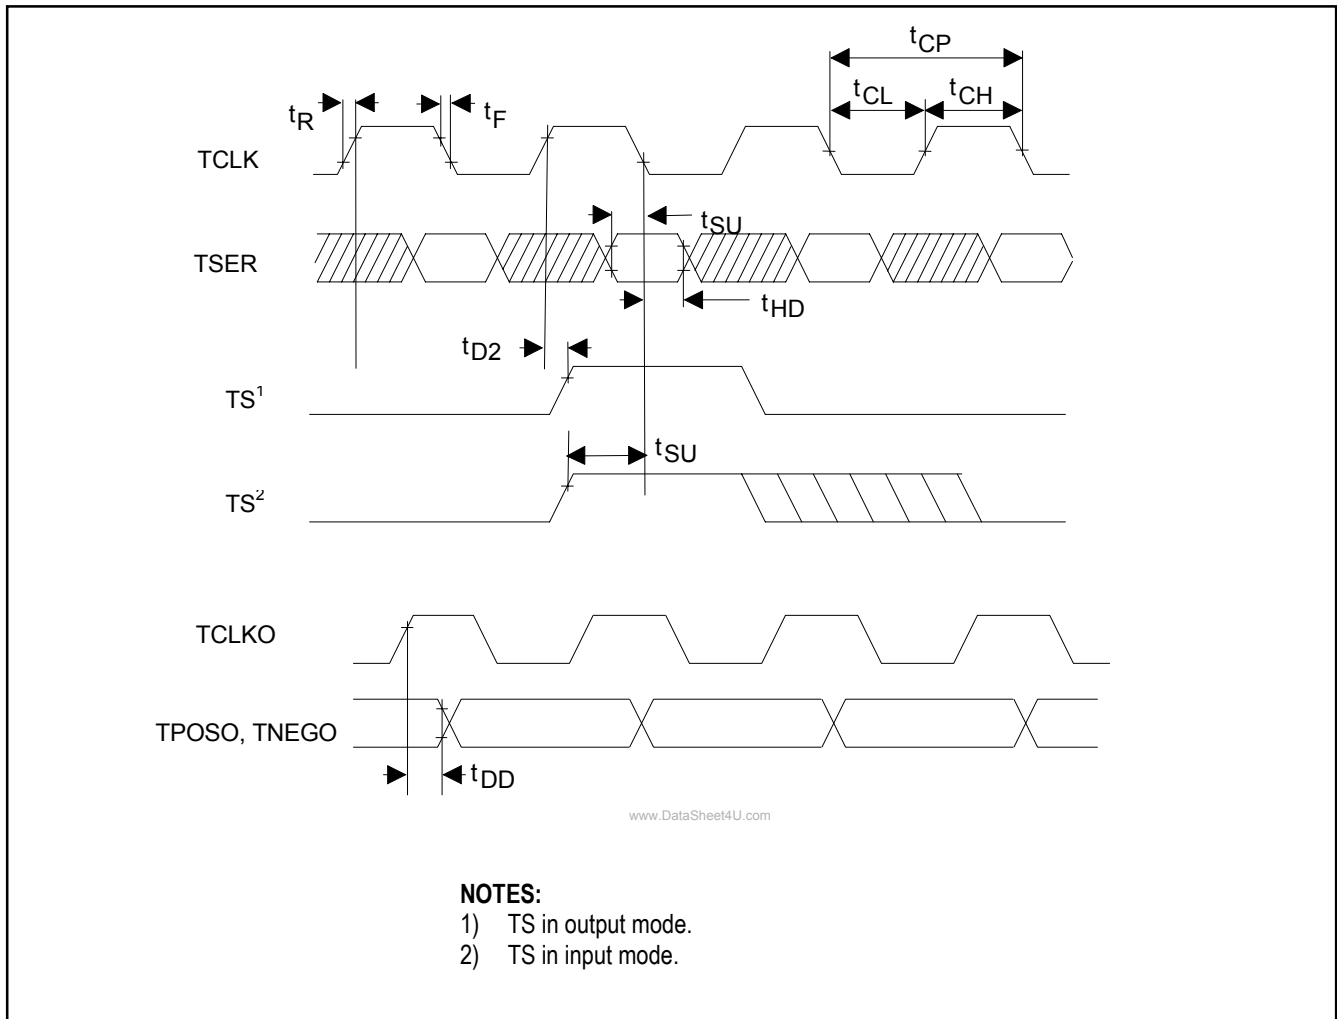 tCP
tCL tCH
tR tF
TCLK
tSU
TSER
tHD
tD2
TS1
tSU
TS2
TCLKO
TPOSO, TNEGO
tDD
www.DataSheet4U.com
NOTES:
1) TS in output mode.
2) TS in input mode.